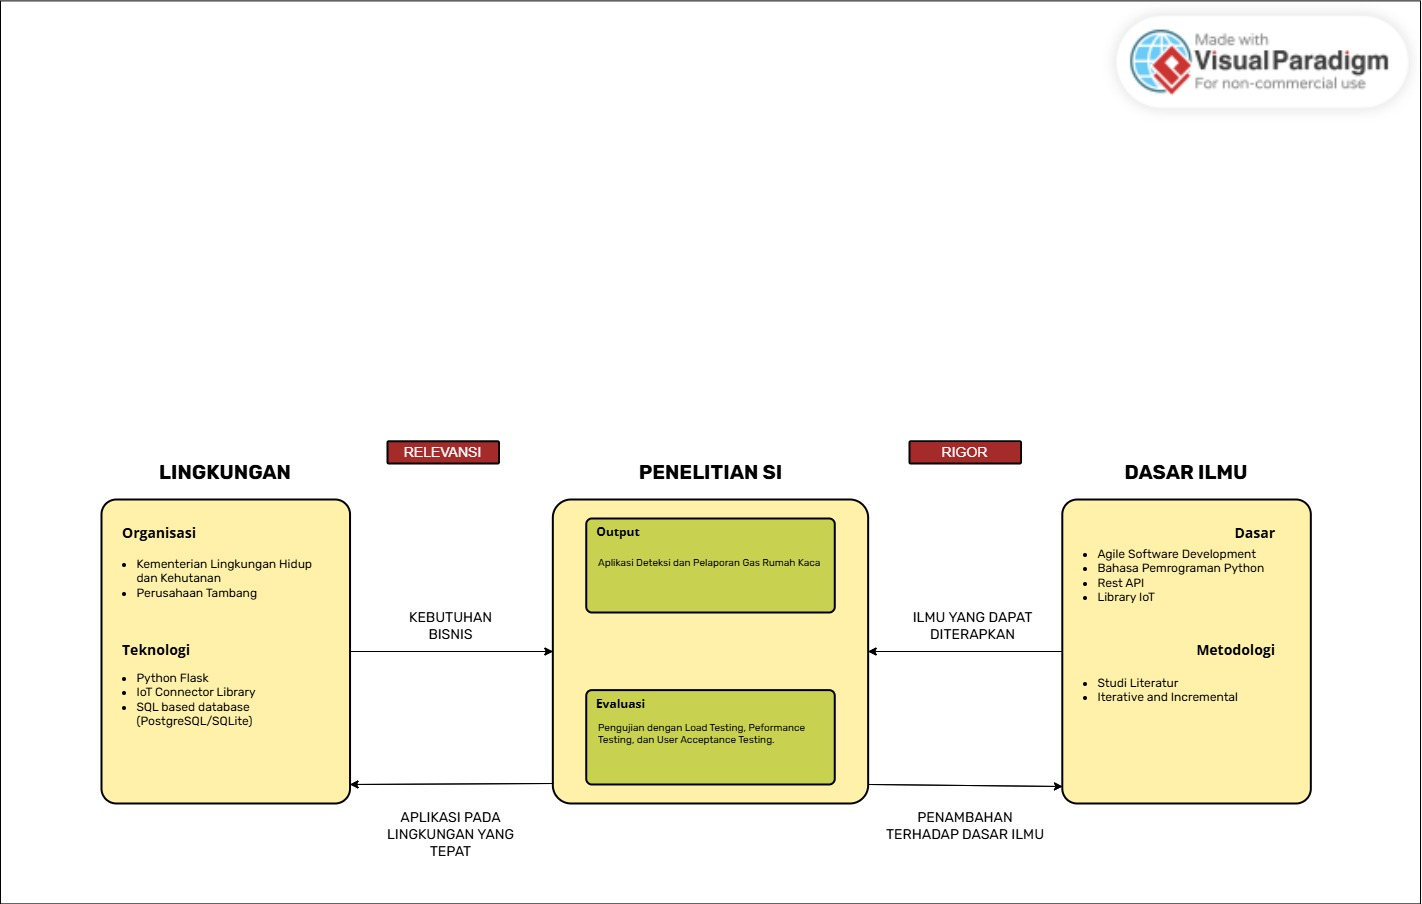 Made with
Visual Paradigm
For non-commercial use
RELEVANSI
RIGOR
LINGKUNGAN
PENELITIAN SI
DASAR ILMU
Organisasi
Kementerian Lingkungan Hidup
dan Kehutanan
Perusahaan Tambang
Teknologi
Python Flask
IoT Connector Library
SQL based database
(PostgreSQL/SQLite)
KEBUTUHAN
BISNIS
APLIKASI PADA
LINGKUNGAN YANG
TEPAT
Output
Aplikasi Deteksi dan Pelaporan Gas Rumah Kaca
Evaluasi
Pengujian dengan Load Testing, Peformance
Testing, dan User Acceptance Testing.
ILMU YANG DAPAT
DITERAPKAN
PENAMBAHAN
TERHADAP DASAR ILMU
Dasar
Agile Software Development
Bahasa Pemrograman Python
Rest API
Library IoT
Metodologi
Studi Literatur
Iterative and Incremental